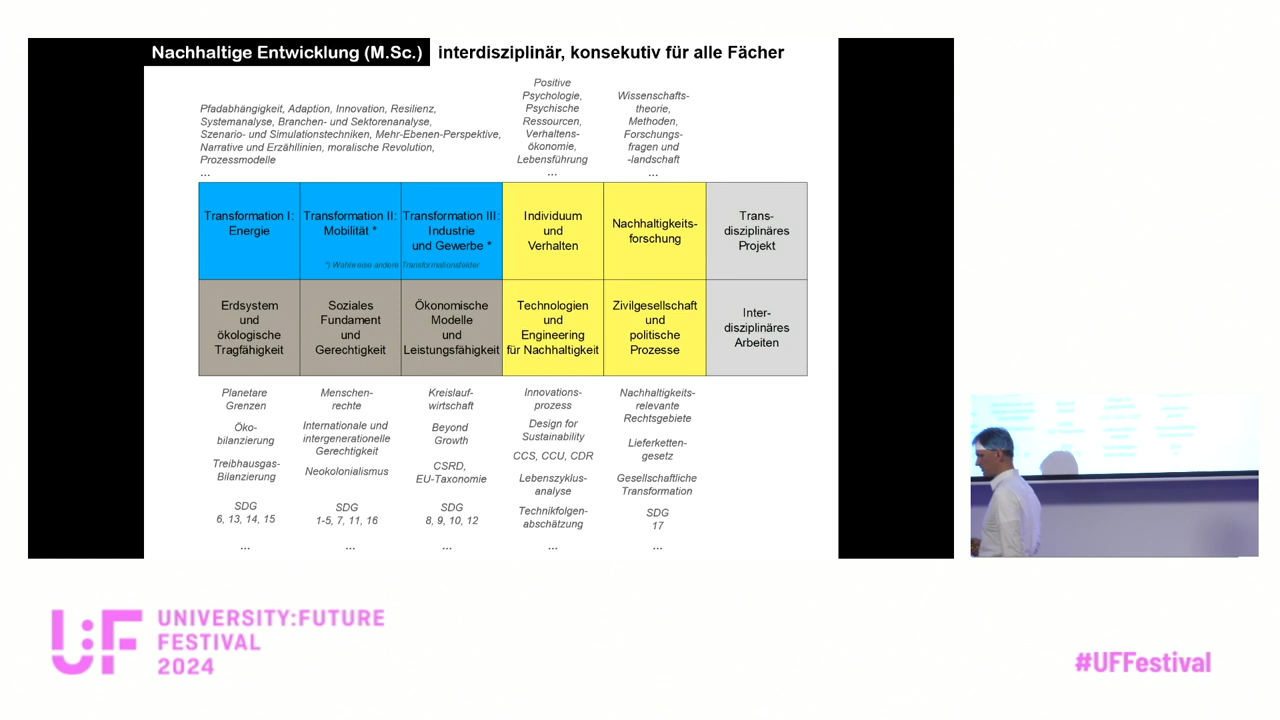 Nachhaltige Entwicklung (M.Sc.) interdisziplinär, konsekutiv für alle Fächer
Pfadabhängigkeit, Adaption, Innovation, Resilienz,
Systemanalyse, Branchen- und Sektorenanalyse,
Szenario- und Simulationstechniken, Mehr-Ebenen-Perspektive,
Narrative und Erzähllinien, moralische Revolution,
Prozessmodelle
...
Positive
Psychologie,
Psychische
Ressourcen,
Verhaltens-
ökonomie,
Lebensführung
...
Wissenschafts-
theorie,
Methoden,
Forschungs-
fragen und
-landschaft
...
Transformation I:
Energie
Transformation II:
Mobilität *
Transformation III:
Industrie
und Gewerbe *
*) Wahlweise andere Transformationsfelder
Individuum
und
Verhalten
Nachhaltigkeits-
forschung
Trans-
disziplinäres
Projekt
Erdsystem
und
ökologische
Tragfähigkeit
Soziales
Fundament
und
Gerechtigkeit
Ökonomische
Modelle
und
Leistungsfähigkeit
Technologien
und
Engineering
für Nachhaltigkeit
Zivilgesellschaft
und
politische
Prozesse
Inter-
disziplinäres
Arbeiten
Planetare
Grenzen
Öko-
bilanzierung
Treibhausgas-
Bilanzierung
SDG
6, 13, 14, 15
...
Menschen-
rechte
Internationale und
intergenerationelle
Gerechtigkeit
Neokolonialismus
SDG
1-5, 7, 11, 16
...
Kreislauf-
wirtschaft
Beyond
Growth
CSRD,
EU-Taxonomie
SDG
8, 9, 10, 12
...
Innovations-
prozess
Design for
Sustainability
CCS, CCU, CDR
Lebenszyklus-
analyse
Technikfolgen-
abschätzung
...
Nachhaltigkeits-
relevante
Rechtsgebiete
Lieferketten-
gesetz
Gesellschaftliche
Transformation
SDG
17
...
U:F
UNIVERSITY:FUTURE
FESTIVAL
2024
#UFFestival